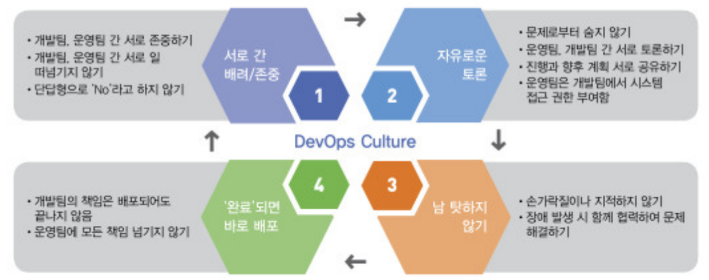 • 개발팀, 운영팀 간 서로 존중하기
• 개발팀, 운영팀 간 서로 일
떠넘기지 않기
• 단답형으로 'No'라고 하지 않기
서로 간
배려/존중
1
2
자유로운
토론
• 문제로부터 숨지 않기
• 운영팀, 개발팀 간 서로 토론하기
• 진행과 향후 계획 서로 공유하기
• 운영팀은 개발팀에서 시스템
접근 권한 부여함
DevOps Culture
• 개발팀의 책임은 배포되어도
끝나지 않음
• 운영팀에 모든 책임 넘기지 않기
'완료'되면
바로 배포
4
3
남 탓하지
않기
• 손가락질이나 지적하지 않기
• 장애 발생 시 함께 협력하여 문제
해결하기